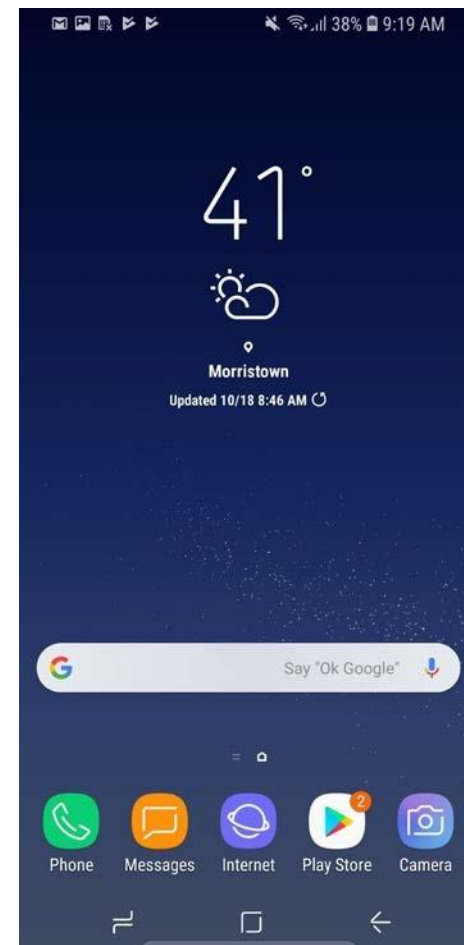 38% 9:19 AM
41°
Morristown
Updated 10/18 8:46 AM
G Say "Ok Google"
2
Phone Messages Internet Play Store Camera